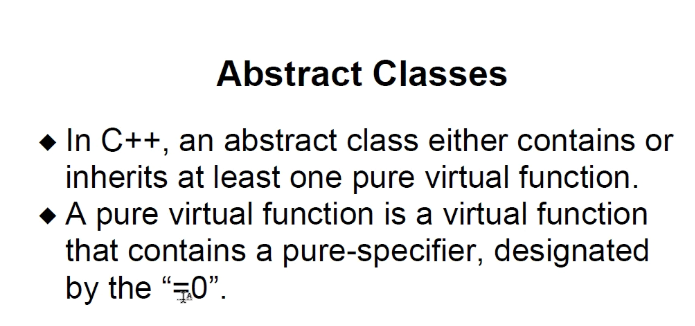 Abstract Classes
◆ In C++, an abstract class either contains or
inherits at least one pure virtual function.
◆ A pure virtual function is a virtual function
that contains a pure-specifier, designated
by the “=0”.